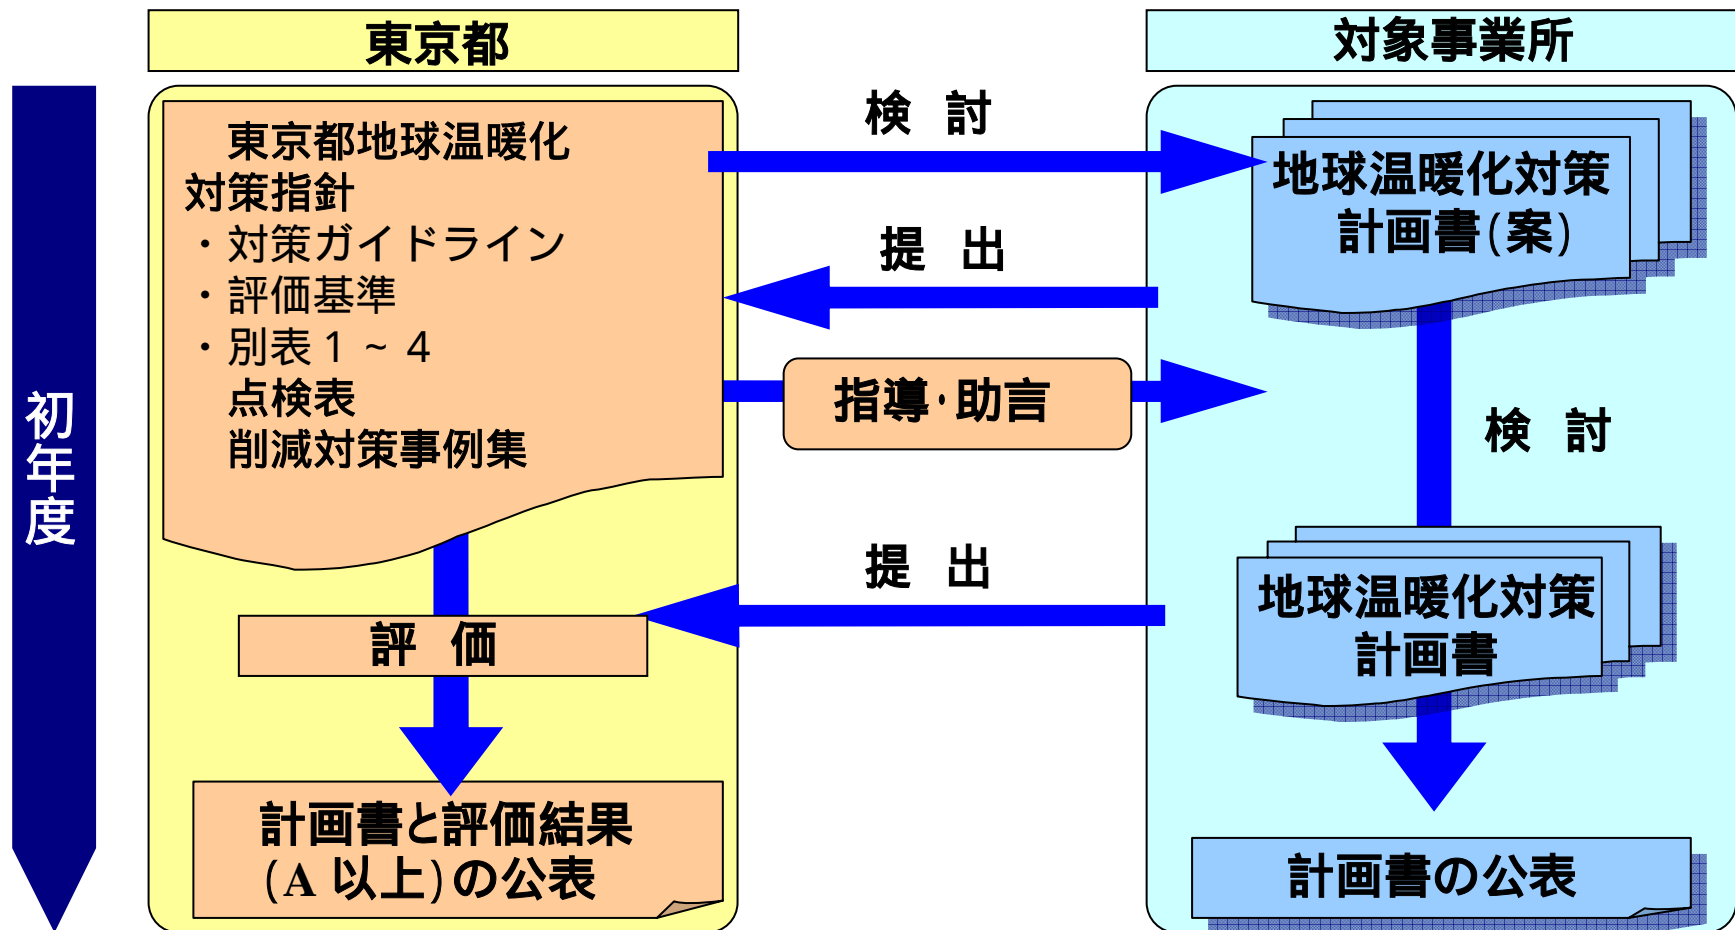 東京都
対象事業所
初年度
東京都地球温暖化
対策指針
・対策ガイドライン
・評価基準
・別表1～4
点検表
削減対策事例集
検 討
地球温暖化対策
計画書(案)
提 出
指導・助言
検 討
提 出
地球温暖化対策
計画書
評 価
計画書と評価結果
(A 以上)の公表
計画書の公表